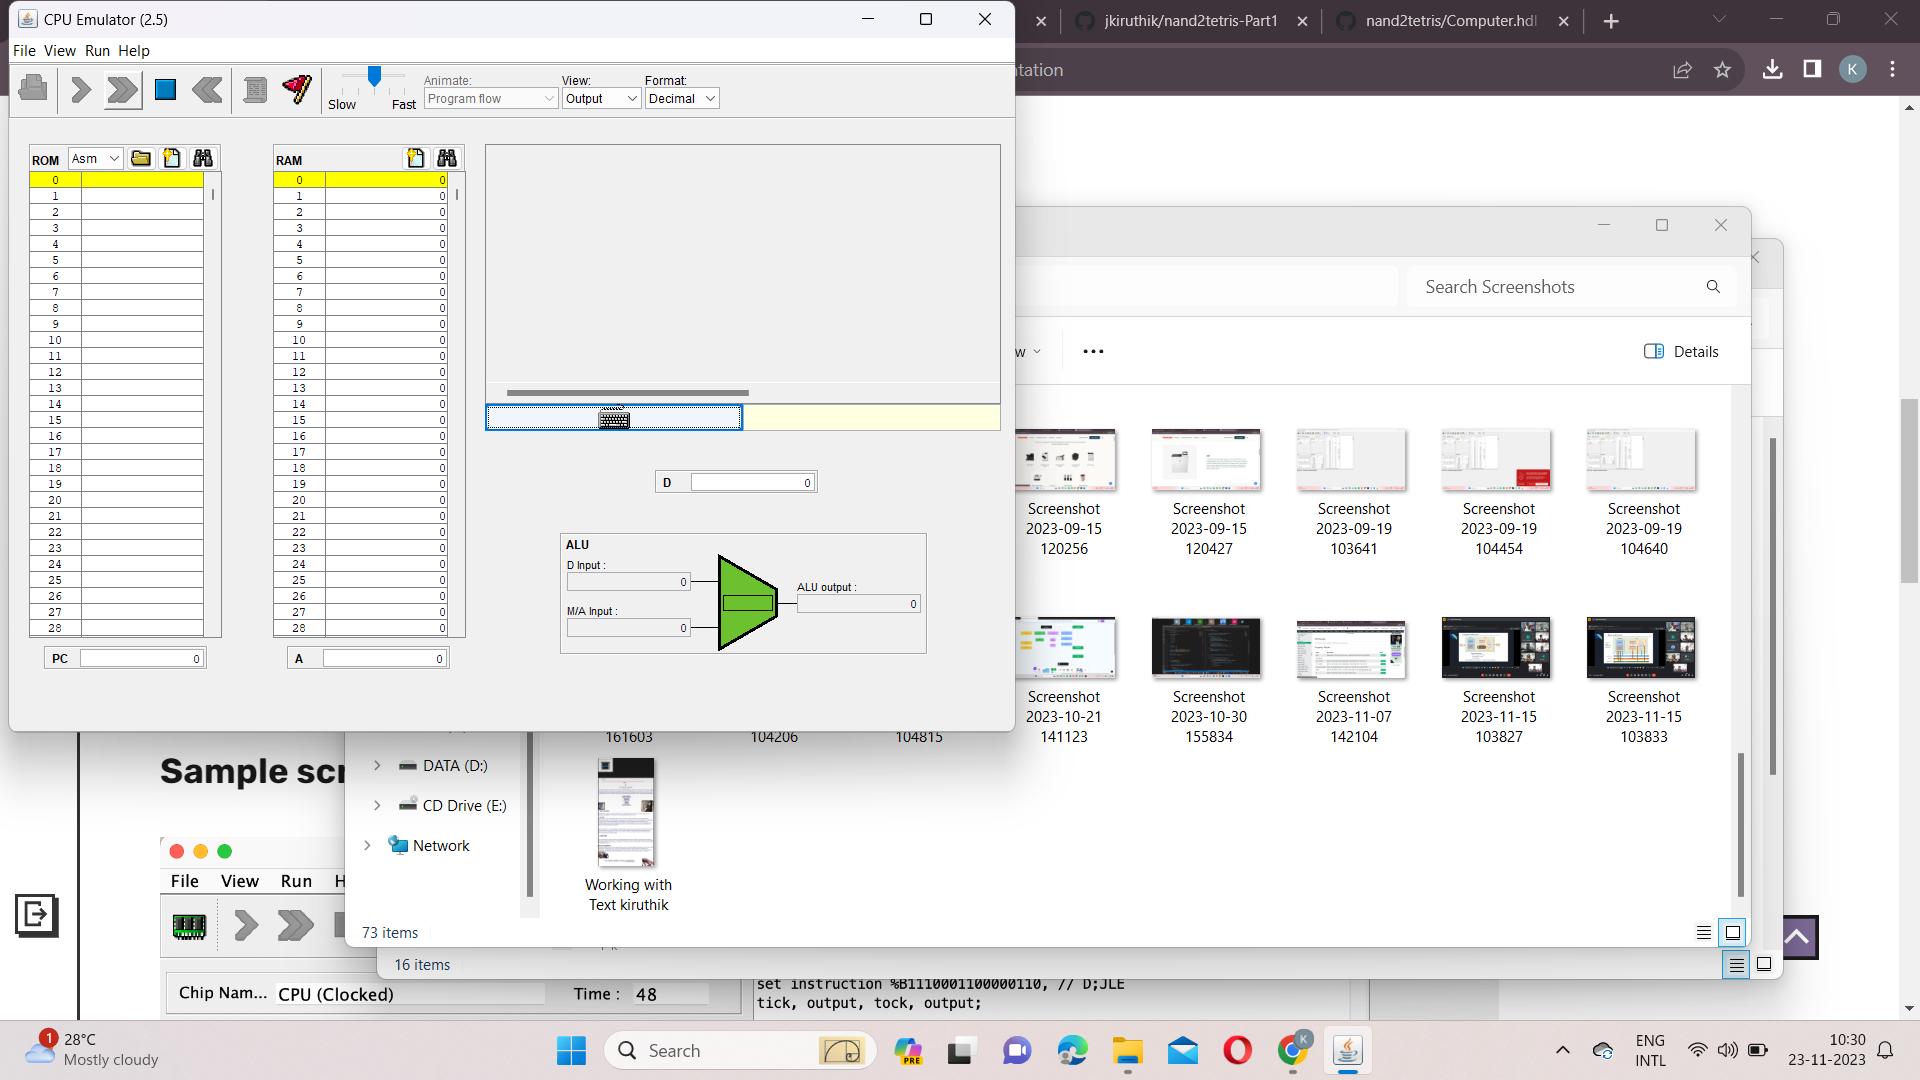 CPU Emulator (2.5)
jkiruthik/nand2tetris-Part1
nand2tetris/Computer.hdl
File View Run Help
ntation
K
Slow
Fast
Animate:
Program flow
View:
Output
Format:
Decimal
ROM
Asm
RAM
0
0 0
1
1 0
2
2 0
3
3 0
4
4 0
5
5 0
6
6 0
7
7 0
8
8 0
9
9 0
10
10 0
11
11 0
12
12 0
13
13 0
14
14 0
15
15 0
16
16 0
17
17 0
18
18 0
19
19 0
20
20 0
21
21 0
22
22 0
23
23 0
24
24 0
25
25 0
26
26 0
27
27 0
28
28 0
PC 0
A 0
D 0
ALU
D Input :
0
M/A Input :
0
ALU output :
0
Search Screenshots
w
Details
Screenshot
2023-09-15
120256
Screenshot
2023-09-15
120427
Screenshot
2023-09-19
103641
Screenshot
2023-09-19
104454
Screenshot
2023-09-19
104640
Screenshot
2023-10-21
141123
Screenshot
2023-10-30
155834
Screenshot
2023-11-07
142104
Screenshot
2023-11-15
103827
Screenshot
2023-11-15
103833
161603
104206
104815
DATA (D:)
CD Drive (E:)
Network
Working with
Text kiruthik
73 items
16 items
Sample scr
File View Run H
Chip Nam... CPU (Clocked)
Time : 48
set instruction %B1110001100000110, // D;JLE
tick, output, tock, output;
1
28°C
Mostly cloudy
Search
PRE
K
ENG
INTL
10:30
23-11-2023